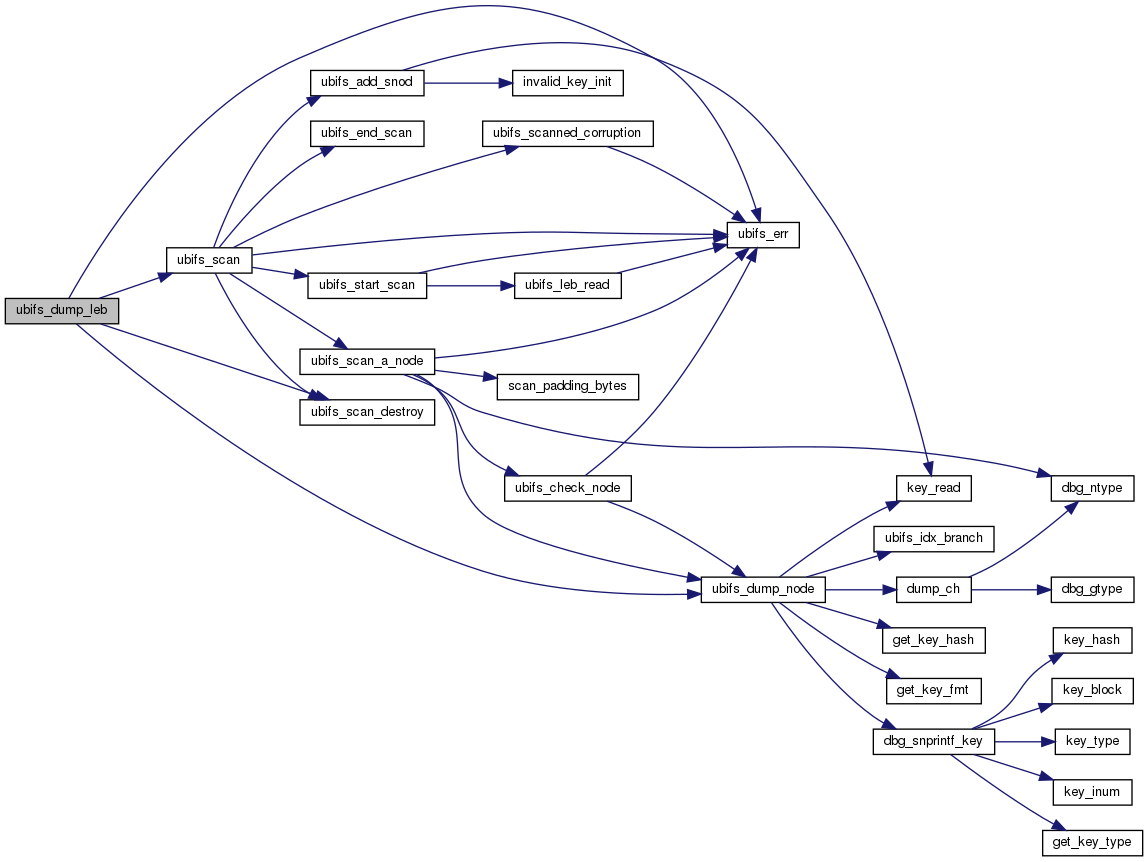 ubifs_add_snod
invalid_key_init
ubifs_end_scan
ubifs_scanned_corruption
ubifs_err
ubifs_scan
ubifs_start_scan
ubifs_leb_read
ubifs_dump_leb
ubifs_scan_a_node
scan_padding_bytes
ubifs_scan_destroy
ubifs_check_node
key_read
dbg_ntype
ubifs_idx_branch
ubifs_dump_node
dump_ch
dbg_gtype
get_key_hash
key_hash
get_key_fmt
key_block
dbg_snprintf_key
key_type
key_inum
get_key_type